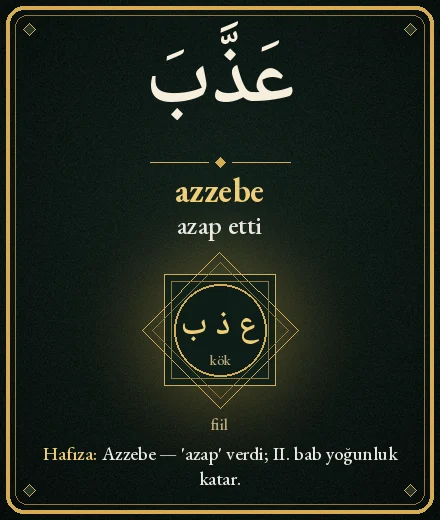 عَذَّبَ
azzebe
azap etti
ع ذ ب
kök
fiil
Hafıza: Azzebe — 'azap' verdi; II. bab yoğunluk
katar.